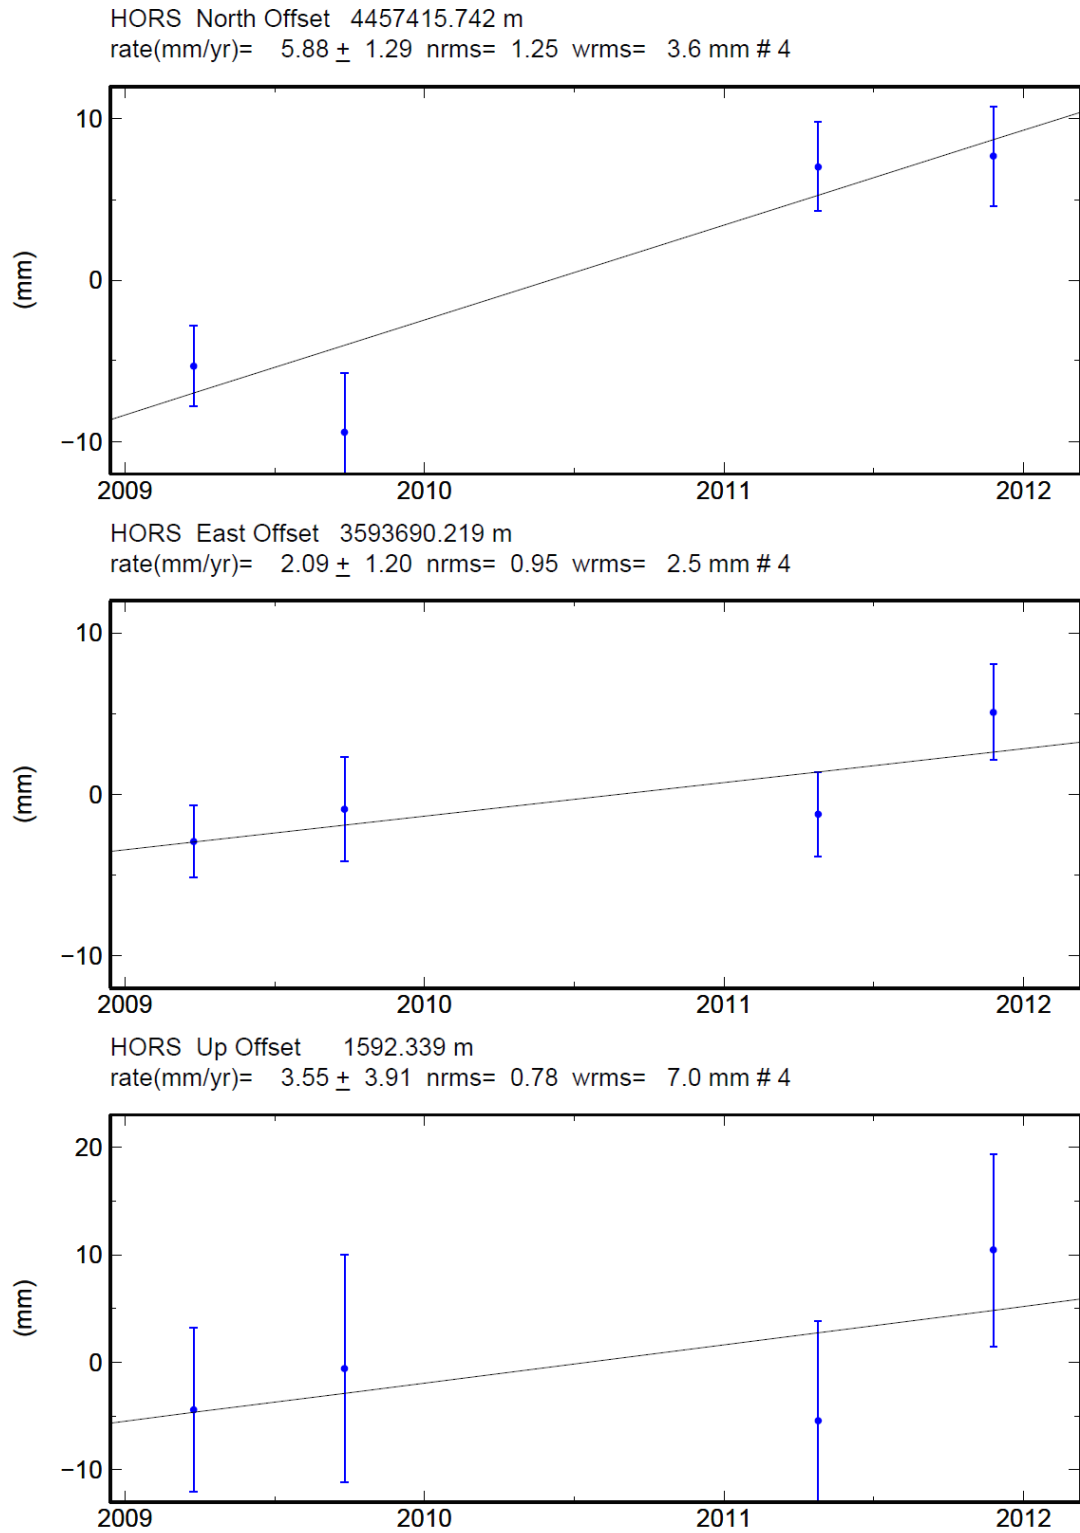 HORS North Offset 4457415.742 m
rate(mm/yr)= 5.88 ± 1.29 nrms= 1.25 wrms= 3.6 mm # 4
10
0
−10
(mm)
2009 2010 2011 2012
HORS East Offset 3593690.219 m
rate(mm/yr)= 2.09 ± 1.20 nrms= 0.95 wrms= 2.5 mm # 4
10
0
−10
(mm)
2009 2010 2011 2012
HORS Up Offset 1592.339 m
rate(mm/yr)= 3.55 ± 3.91 nrms= 0.78 wrms= 7.0 mm # 4
20
10
0
−10
(mm)
2009 2010 2011 2012